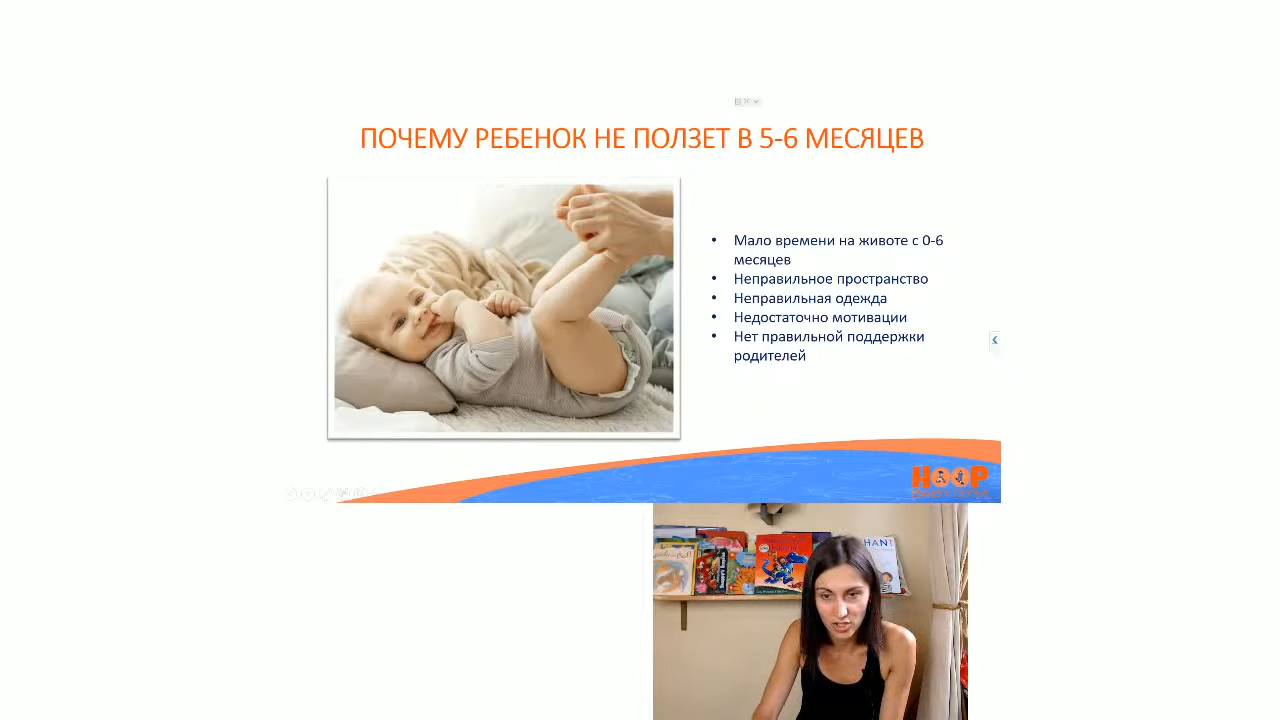 ПОЧЕМУ РЕБЕНОК НЕ ПОЛЗЕТ В 5-6 МЕСЯЦЕВ
• Мало времени на животе с 0-6
месяцев
• Неправильное пространство
• Неправильная одежда
• Недостаточно мотивации
• Нет правильной поддержки
родителей
HOOP